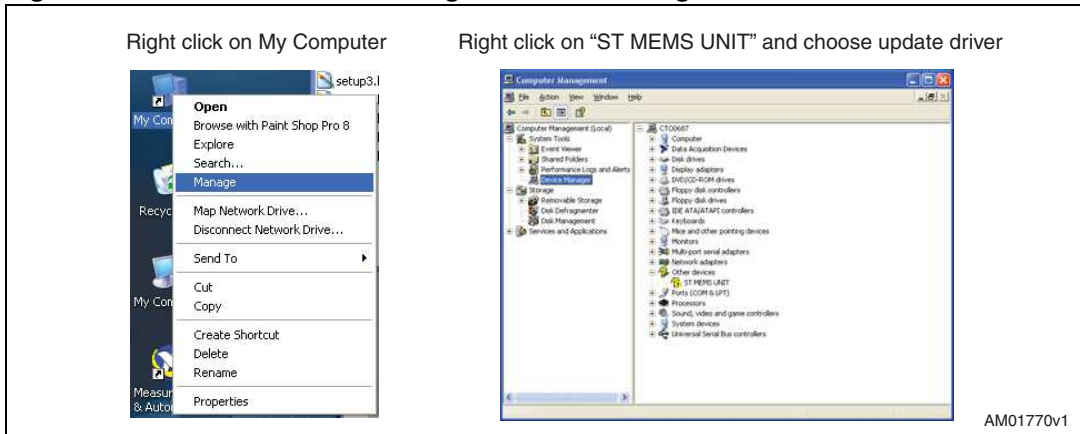 Right click on My Computer
Right click on “ST MEMS UNIT” and choose update driver
setup3.
My Con
Open
Browse with Paint Shop Pro 8
Explore
Search...
Manage
Recyc
Map Network Drive...
Disconnect Network Drive...
Send To
My Con
Cut
Copy
Create Shortcut
Delete
Rename
Measur
& Autor
Properties
Computer Management
File Action View Window Help
Computer Management (Local)
System Tools
Event Viewer
Shared Folders
Performance Logs and Alerts
Device Manager
Storage
Removable Storage
Disk Defragmenter
Disk Management
Services and Applications
CTO0687
Computer
Data Acquisition Devices
Disk drives
Display adapters
DVD/CD-ROM drives
Floppy disk controllers
Floppy disk drives
IDE ATA/ATAPI controllers
Keyboards
Mice and other pointing devices
Monitors
Multi-port serial adapters
Network adapters
Other devices
ST MEMS UNIT
Ports (COM & LPT)
Processors
Sound, video and game controllers
System devices
Universal Serial Bus controllers
AM01770v1